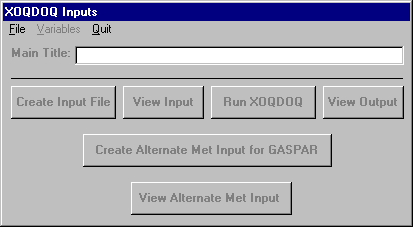 XOQDOQ Inputs
File Variables Quit
Main Title:
Create Input File View Input Run XOQDOQ View Output
Create Alternate Met Input for GASPAR
View Alternate Met Input